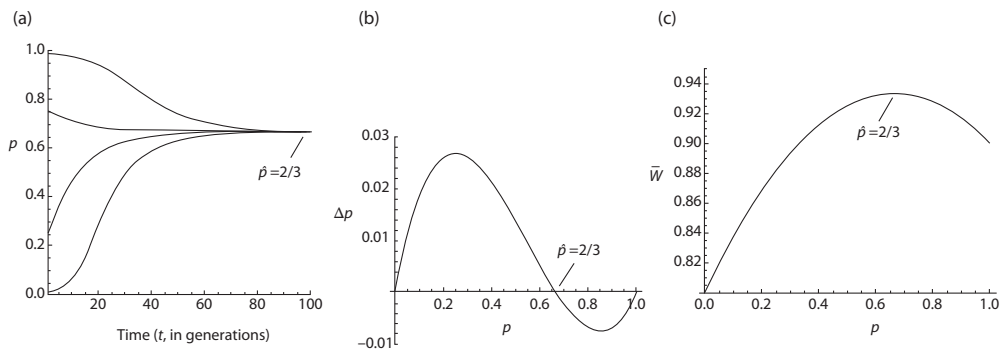 (a)
1.0
0.8
p
0.6
0.4
0.2
0.0
p̂=2/3
20 40 60 80 100
Time (t, in generations)
(b)
0.03
0.02
Δp
0.01
p̂=2/3
0.0 0.2 0.4 0.6 0.8 1.0
p
−0.01
(c)
0.94
0.92
p̂=2/3
0.90
W̄
0.88
0.86
0.84
0.82
0.0 0.2 0.4 0.6 0.8 1.0
p